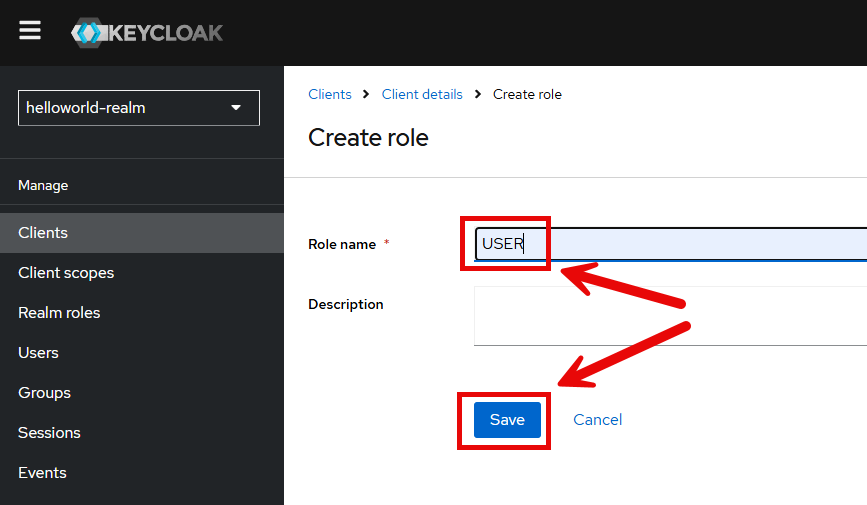 KEYCLOAK
helloworld-realm
Manage
Clients
Client scopes
Realm roles
Users
Groups
Sessions
Events
Clients > Client details > Create role
Create role
Role name *
USER
Description
Save
Cancel